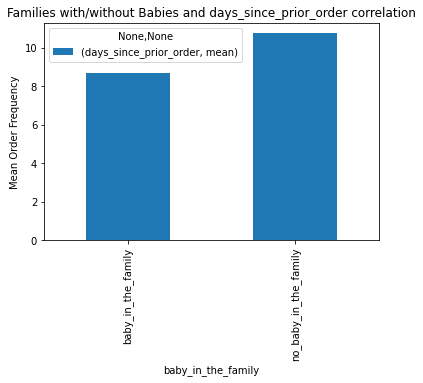 Families with/without Babies and days_since_prior_order correlation
None,None
(days_since_prior_order, mean)
Mean Order Frequency
10
8
6
4
2
0
baby_in_the_family
no_baby_in_the_family
baby_in_the_family